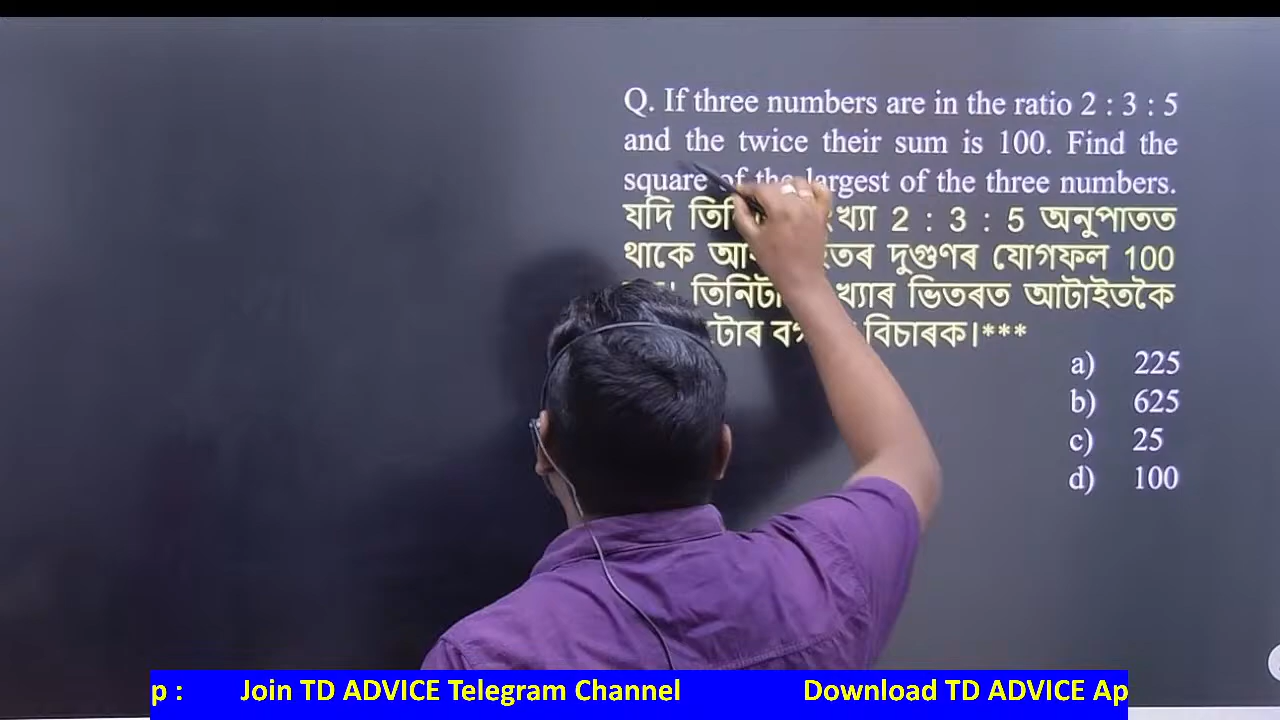 Q. If three numbers are in the ratio 2 : 3 : 5
and the twice their sum is 100. Find the
square of the largest of the three numbers.
যদি 2 : 3 : 5 অনুপাতত
থাকে দুগুণৰ যোগফল 100
ভিতৰত আটাইতকৈ
বিচাৰক।***
a) 225
b) 625
c) 25
d) 100
p : Join TD ADVICE Telegram Channel Download TD ADVICE Ap